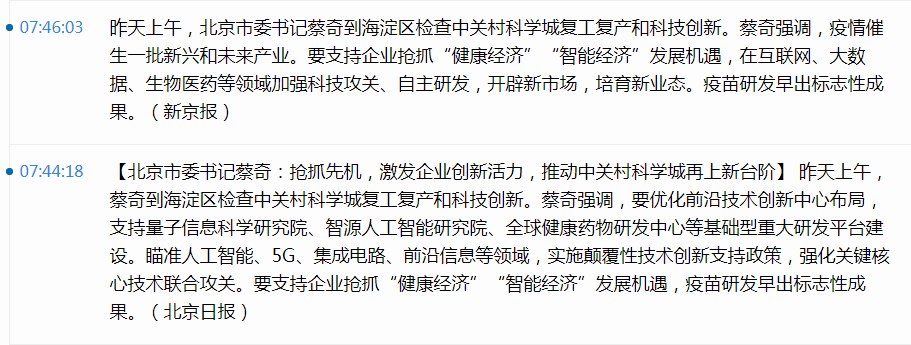 07:46:03 昨天上午，北京市委书记蔡奇到海淀区检查中关村科学城复工复产和科技创新。蔡奇强调，疫情催
生一批新兴和未来产业。要支持企业抢抓“健康经济”“智能经济”发展机遇，在互联网、大数
据、生物医药等领域加强科技攻关、自主研发，开辟新市场，培育新业态。疫苗研发早出标志性成
果。（新京报）
07:44:18 【北京市委书记蔡奇：抢抓先机，激发企业创新活力，推动中关村科学城再上新台阶】昨天上午，
蔡奇到海淀区检查中关村科学城复工复产和科技创新。蔡奇强调，要优化前沿技术创新中心布局，
支持量子信息科学研究院、智源人工智能研究院、全球健康药物研发中心等基础型重大研发平台建
设。瞄准人工智能、5G、集成电路、前沿信息等领域，实施颠覆性技术创新支持政策，强化关键核
心技术联合攻关。要支持企业抢抓“健康经济”“智能经济”发展机遇，疫苗研发早出标志性成
果。（北京日报）